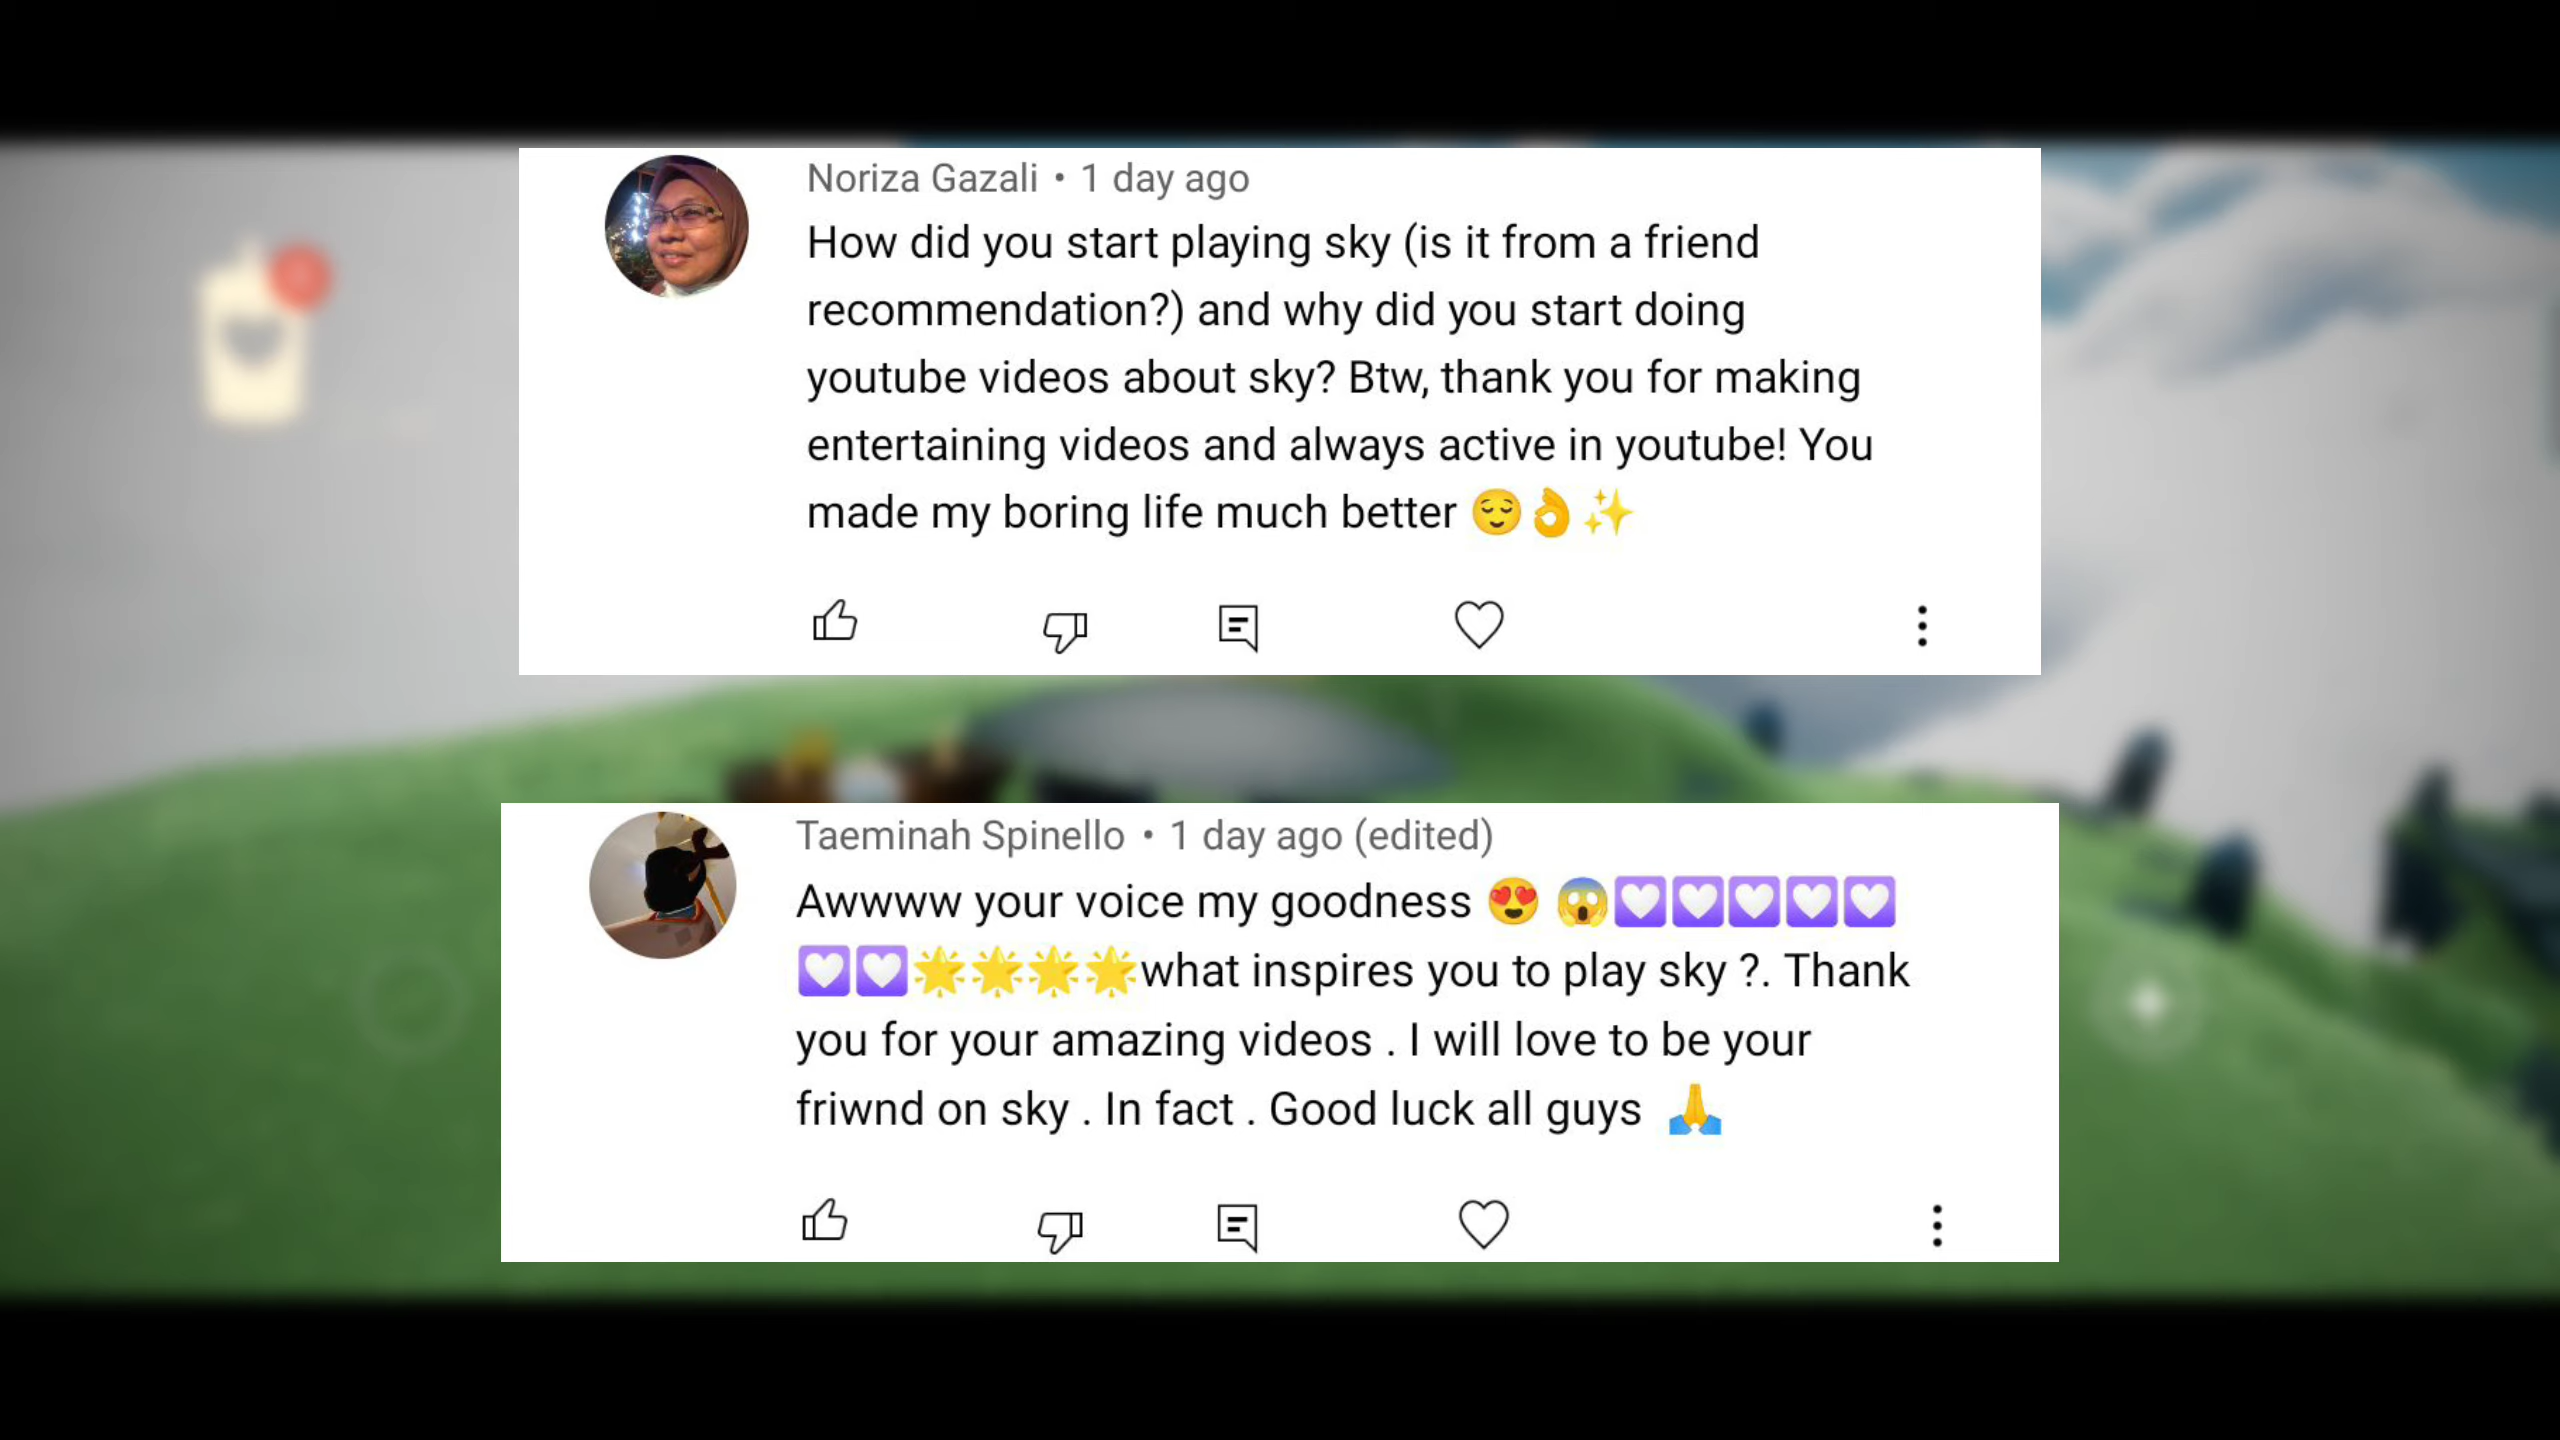 Noriza Gazali • 1 day ago
How did you start playing sky (is it from a friend
recommendation?) and why did you start doing
youtube videos about sky? Btw, thank you for making
entertaining videos and always active in youtube! You
made my boring life much better 😌👌✨
Taeminah Spinello • 1 day ago (edited)
Awwww your voice my goodness 😍 😱💟💟💟💟💟
💟💟🌟🌟🌟🌟what inspires you to play sky ?. Thank
you for your amazing videos . I will love to be your
friwnd on sky . In fact . Good luck all guys 🙏